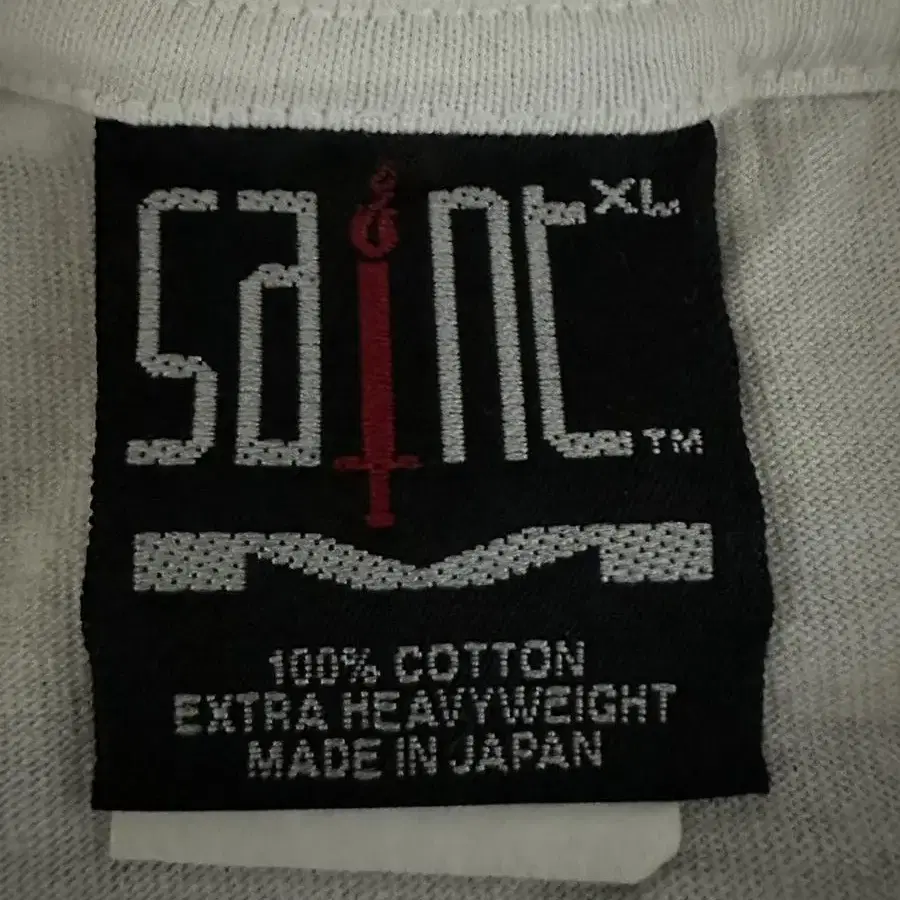 saint XL
TM
M
100% COTTON
EXTRA HEAVYWEIGHT
MADE IN JAPAN